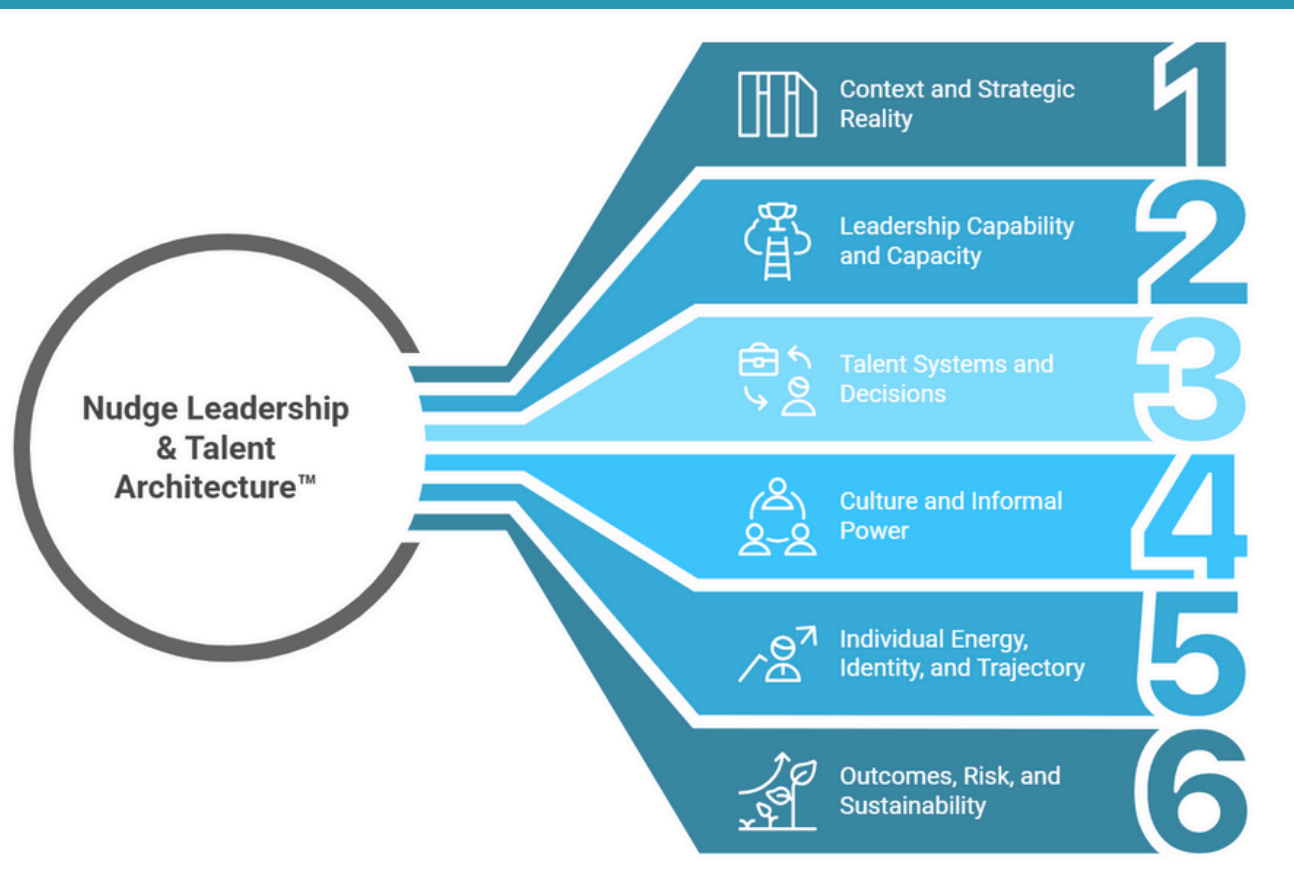 Nudge Leadership
& Talent
Architecture™
Context and Strategic
Reality
1
Leadership Capability
and Capacity
2
Talent Systems and
Decisions
3
Culture and Informal
Power
4
Individual Energy,
Identity, and Trajectory
5
Outcomes, Risk, and
Sustainability
6